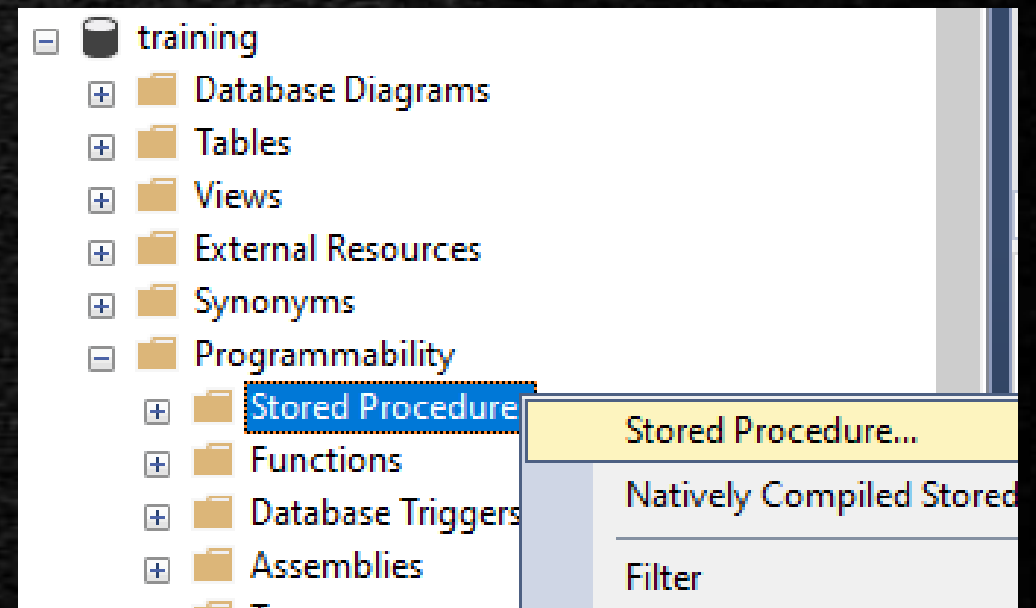 training
Database Diagrams
Tables
Views
External Resources
Synonyms
Programmability
Stored Procedure
Stored Procedure...
Functions
Natively Compiled Stored
Database Triggers
Assemblies
Filter